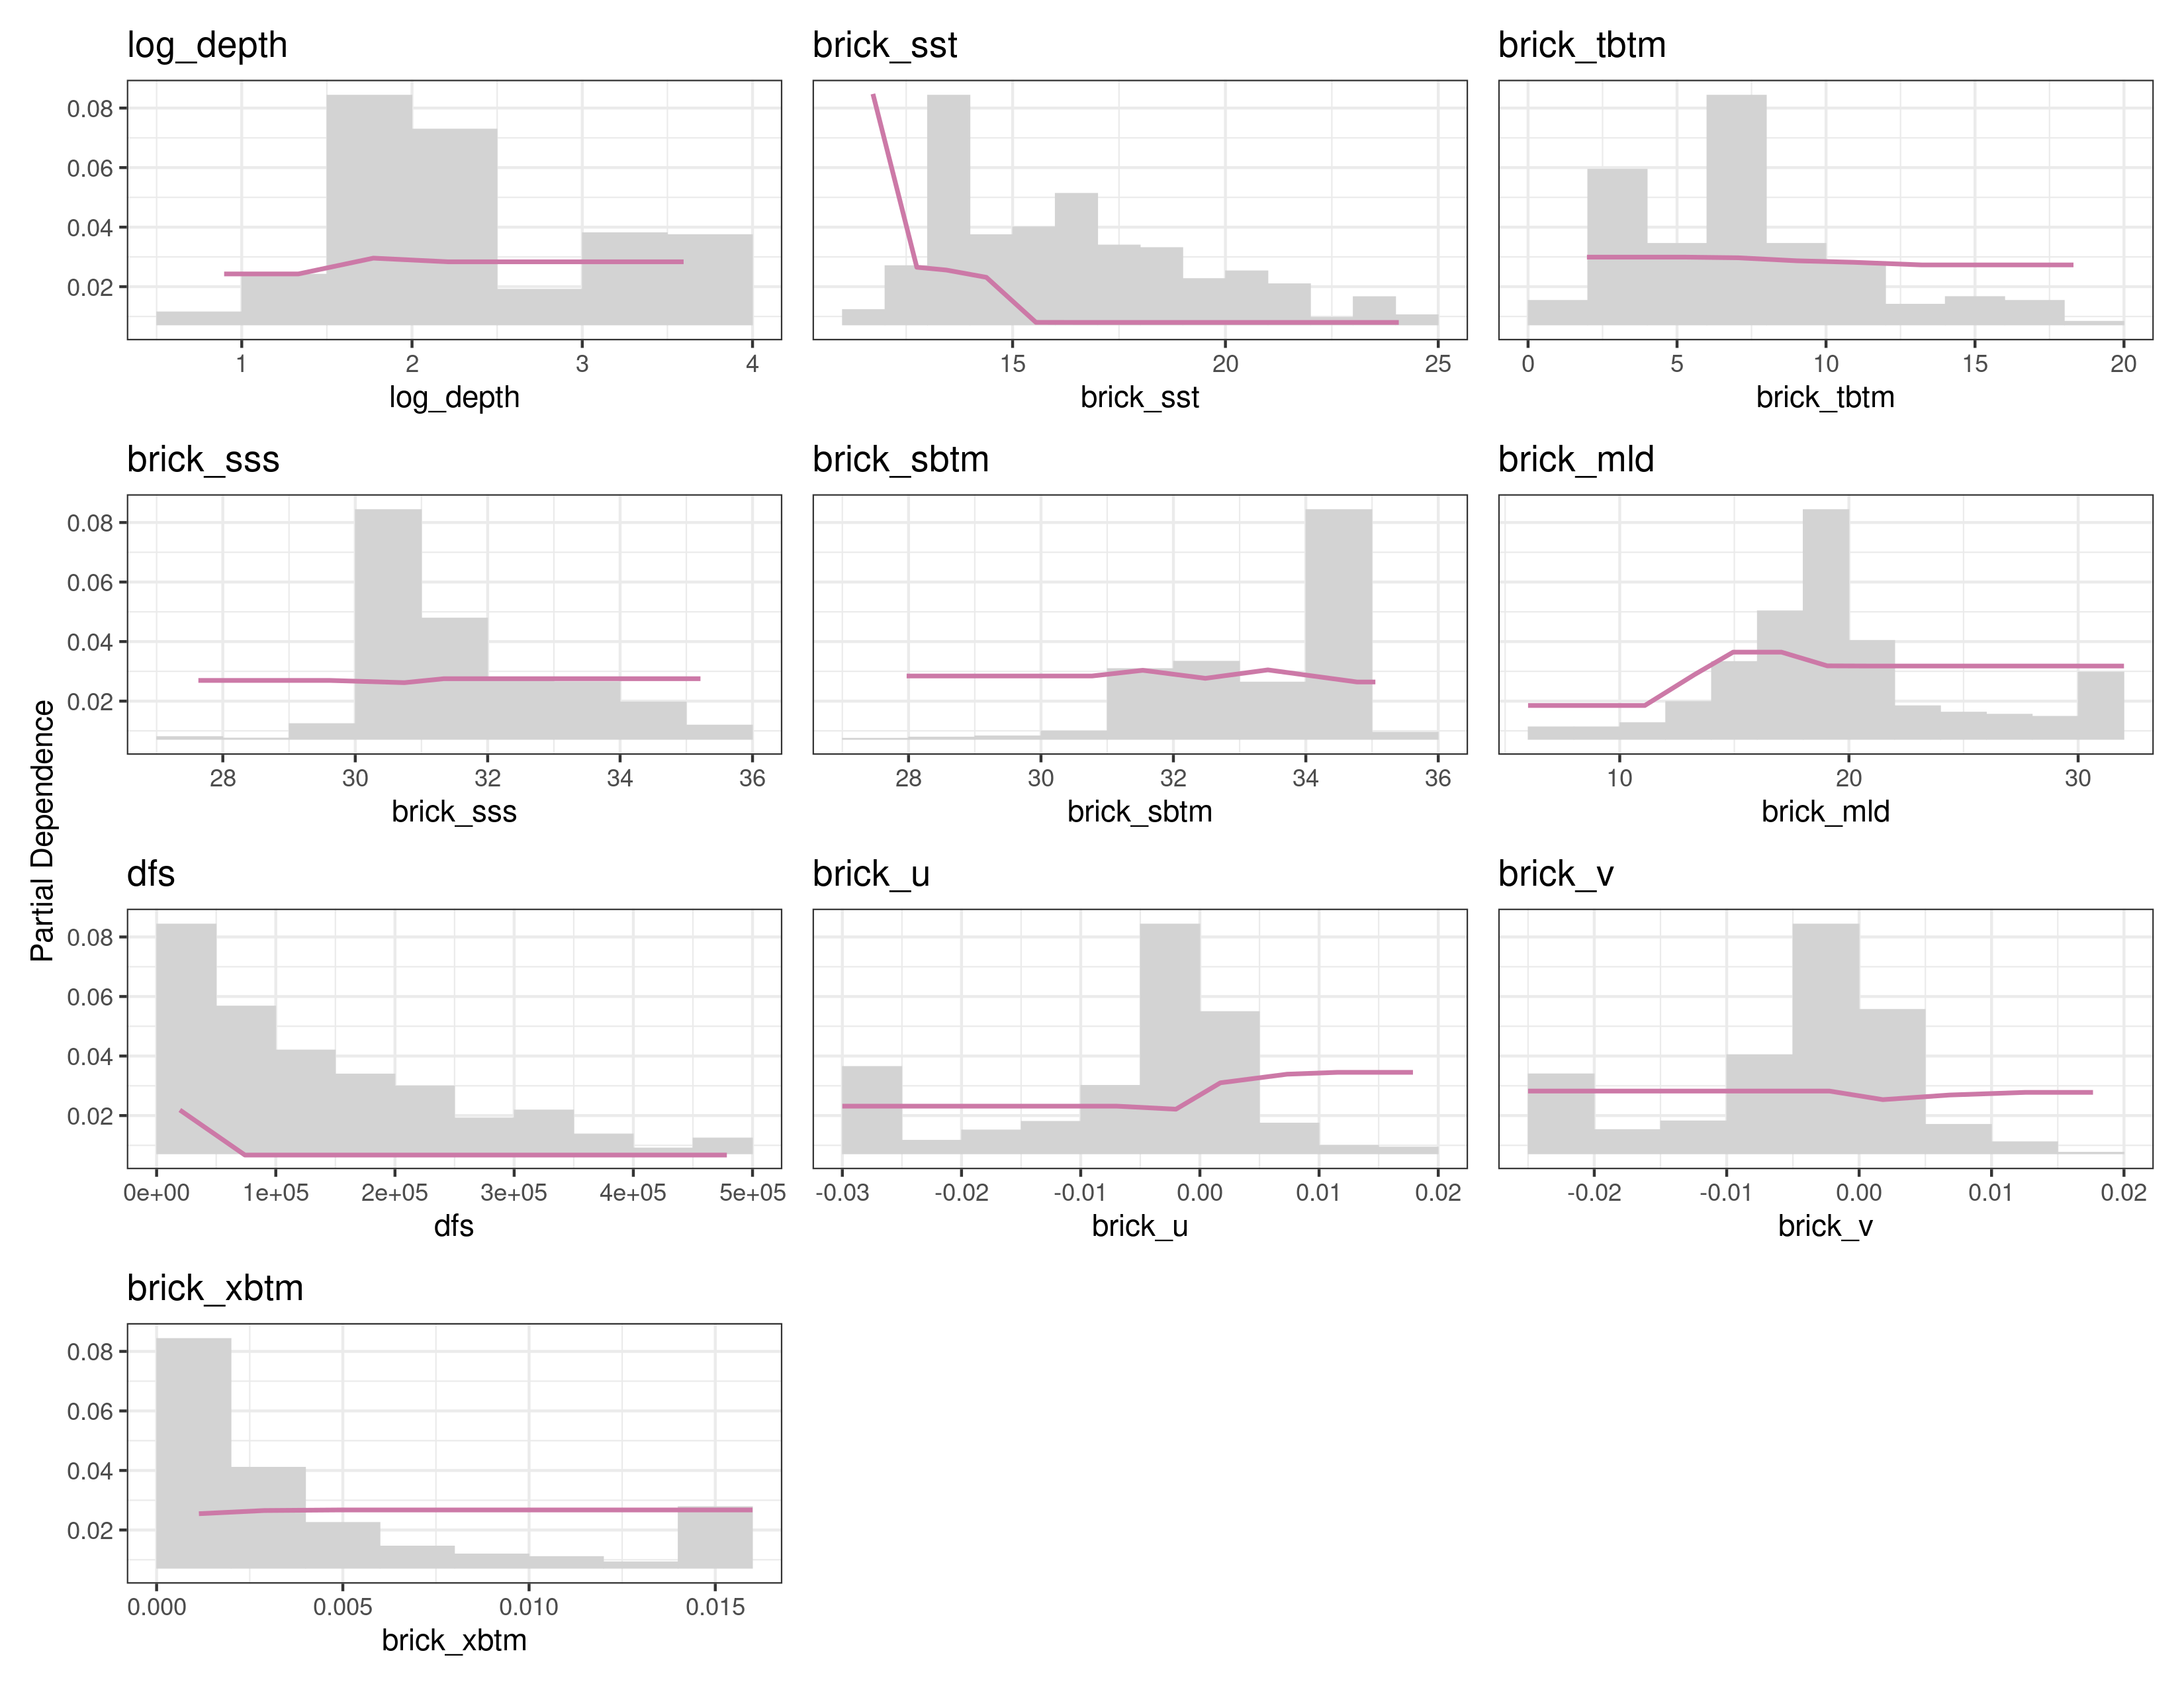 log_depth
brick_sst
brick_tbtm
0.08
0.06
0.04
0.02
1 2 3 4
15 20 25
0 5 10 15 20
log_depth
brick_sst
brick_tbtm
brick_sss
brick_sbtm
brick_mld
0.08
0.06
0.04
0.02
28 30 32 34 36
28 30 32 34 36
10 20 30
brick_sss
brick_sbtm
brick_mld
Partial Dependence
dfs
brick_u
brick_v
0.08
0.06
0.04
0.02
0e+00 1e+05 2e+05 3e+05 4e+05 5e+05
-0.03 -0.02 -0.01 0.00 0.01 0.02
-0.02 -0.01 0.00 0.01 0.02
dfs
brick_u
brick_v
brick_xbtm
0.08
0.06
0.04
0.02
0.000 0.005 0.010 0.015
brick_xbtm